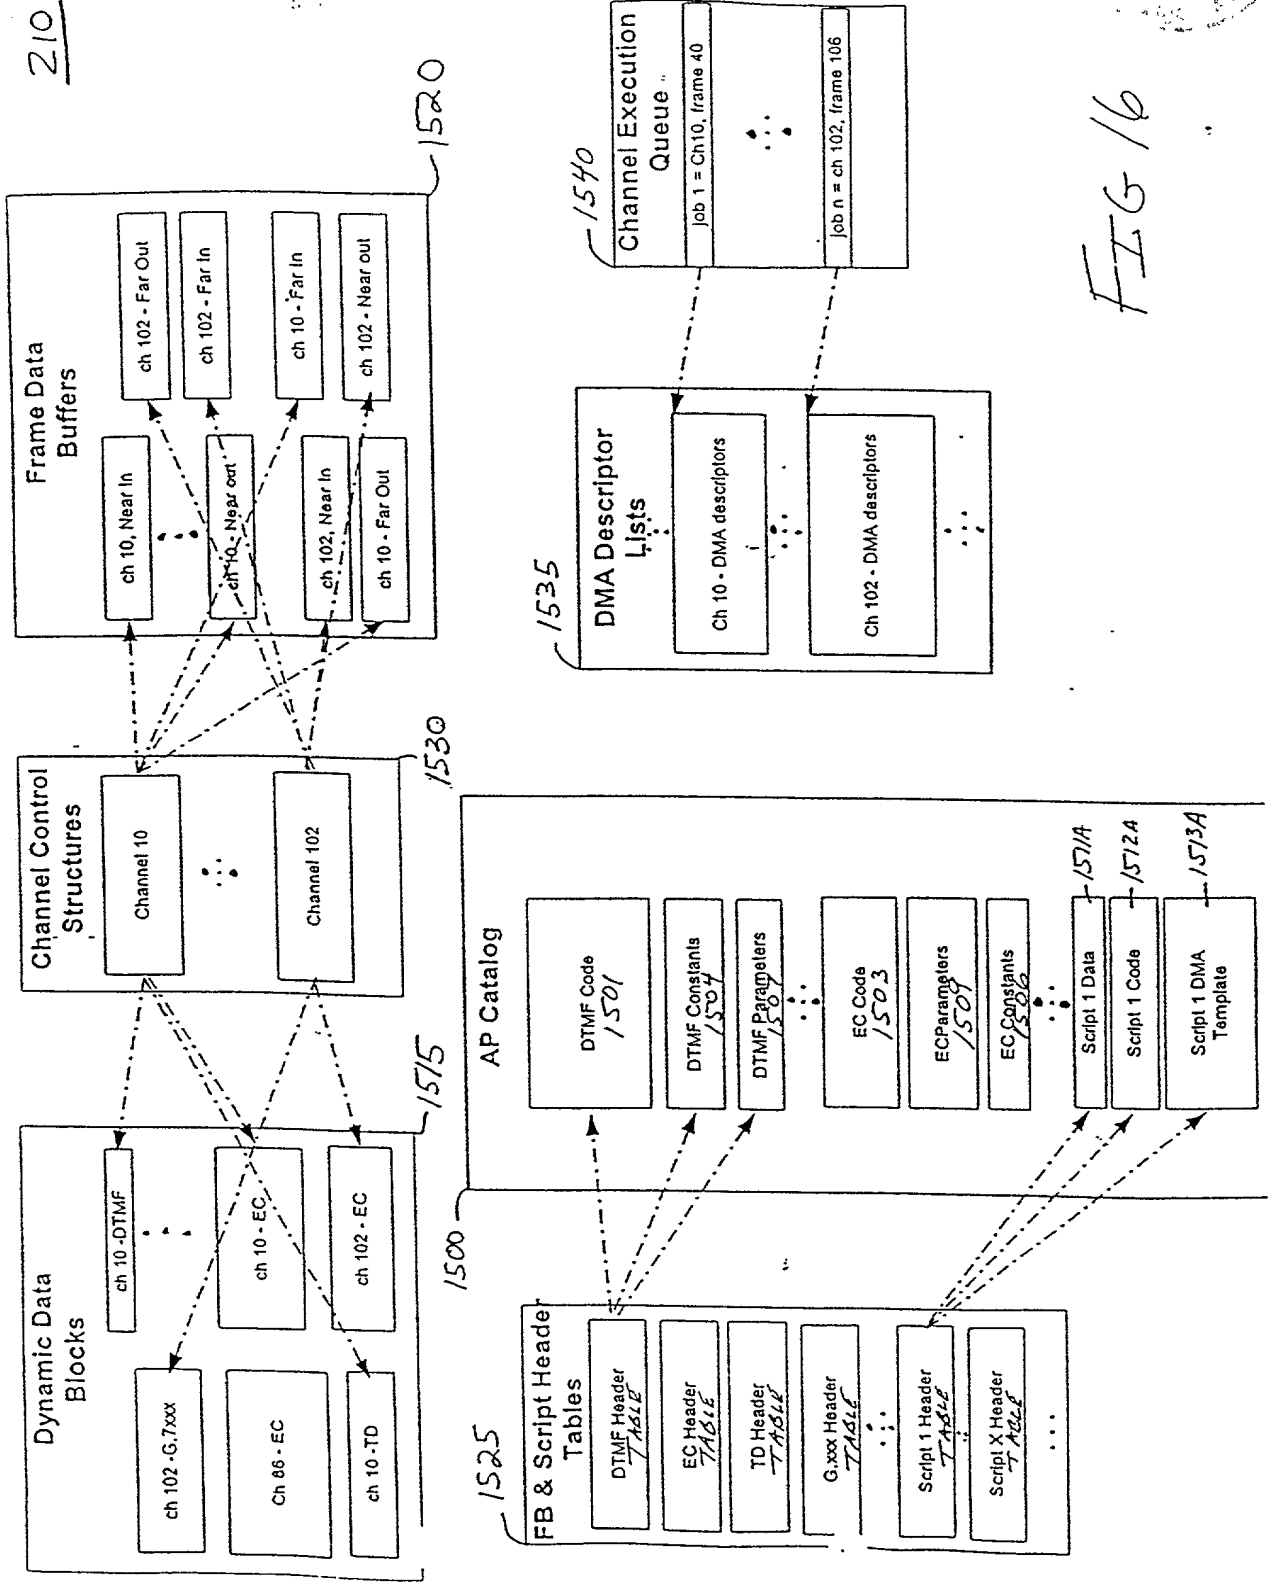 210
Dynamic Data
Blocks
ch 102 -G.7xxx
Ch 86 - EC
ch 10 -TD
ch 10 -DTMF
ch 10 - EC
ch 102 - EC
1515
Channel Control
Structures
Channel 10
Channel 102
1530
Frame Data
Buffers
ch 10, Near In
ch 10 - Near out
ch 102, Near In
ch 10 - Far Out
ch 102 - Far Out
ch 102 - Far In
ch 10 - Far In
ch 102 - Near out
1520
1525
FB & Script Header
Tables
DTMF Header
TABLE
EC Header
TABLE
TD Header
TABLE
G.xxx Header
TABLE
Script 1 Header
TABLE
Script X Header
TABLE
1500
AP Catalog
DTMF Code
1501
DTMF Constants
1504
DTMF Parameters
1507
EC Code
1503
ECParameters
1509
EC Constants
1506
Script 1 Data
1511A
Script 1 Code
1512A
Script 1 DMA
Template
1513A
1535
DMA Descriptor
Lists
Ch 10 - DMA descriptors
Ch 102 - DMA descriptors
1540
Channel Execution
Queue
job 1 = Ch10, frame 40
job n = ch 102, frame 106
FIG 16